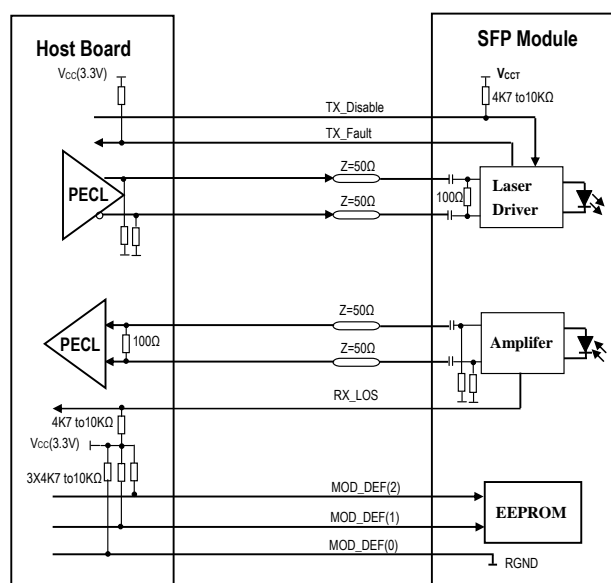 Host Board
SFP Module
Vcc(3.3V)
VCCT
4K7 to10KΩ
TX_Disable
TX_Fault
Z=50Ω
PECL
Laser
Driver
100Ω
Z=50Ω
Z=50Ω
PECL
100Ω
Amplifer
Z=50Ω
RX_LOS
4K7 to10KΩ
Vcc(3.3V)
3X4K7 to10KΩ
MOD_DEF(2)
EEPROM
MOD_DEF(1)
MOD_DEF(0)
RGND